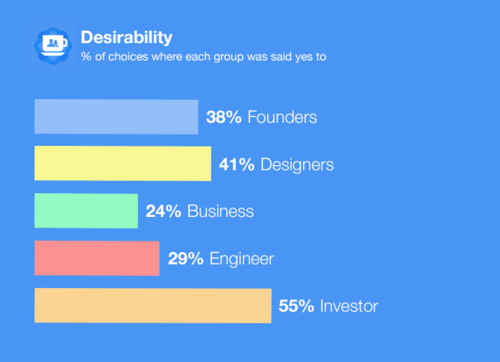 Desirability
% of choices where each group was said yes to
38% Founders
41% Designers
24% Business
29% Engineer
55% Investor